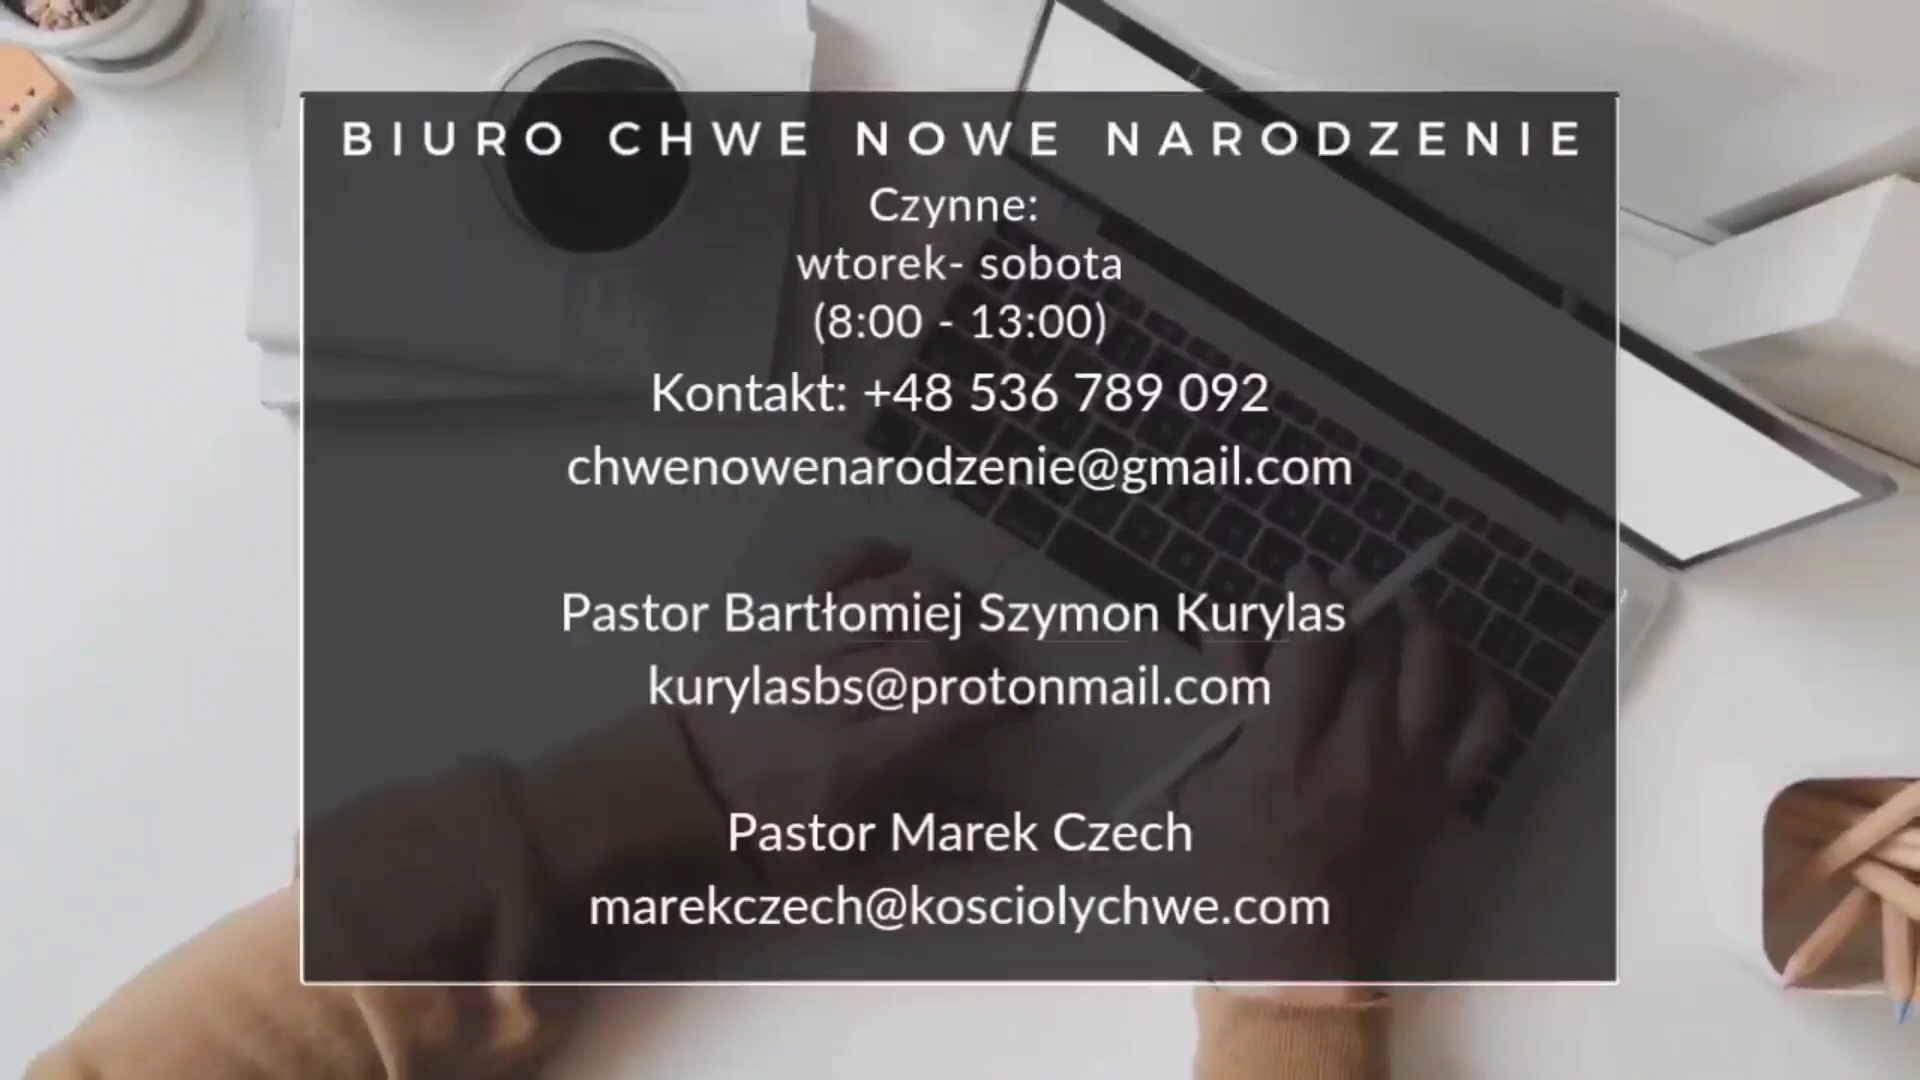 BIURO CHWE NOWE NARODZENIE
Czynne:
wtorek- sobota
(8:00 - 13:00)
Kontakt: +48 536 789 092
chwenowenarodzenie@gmail.com
Pastor Bartłomiej Szymon Kurylas
kurylasbs@protonmail.com
Pastor Marek Czech
marekczech@kosciolychwe.com